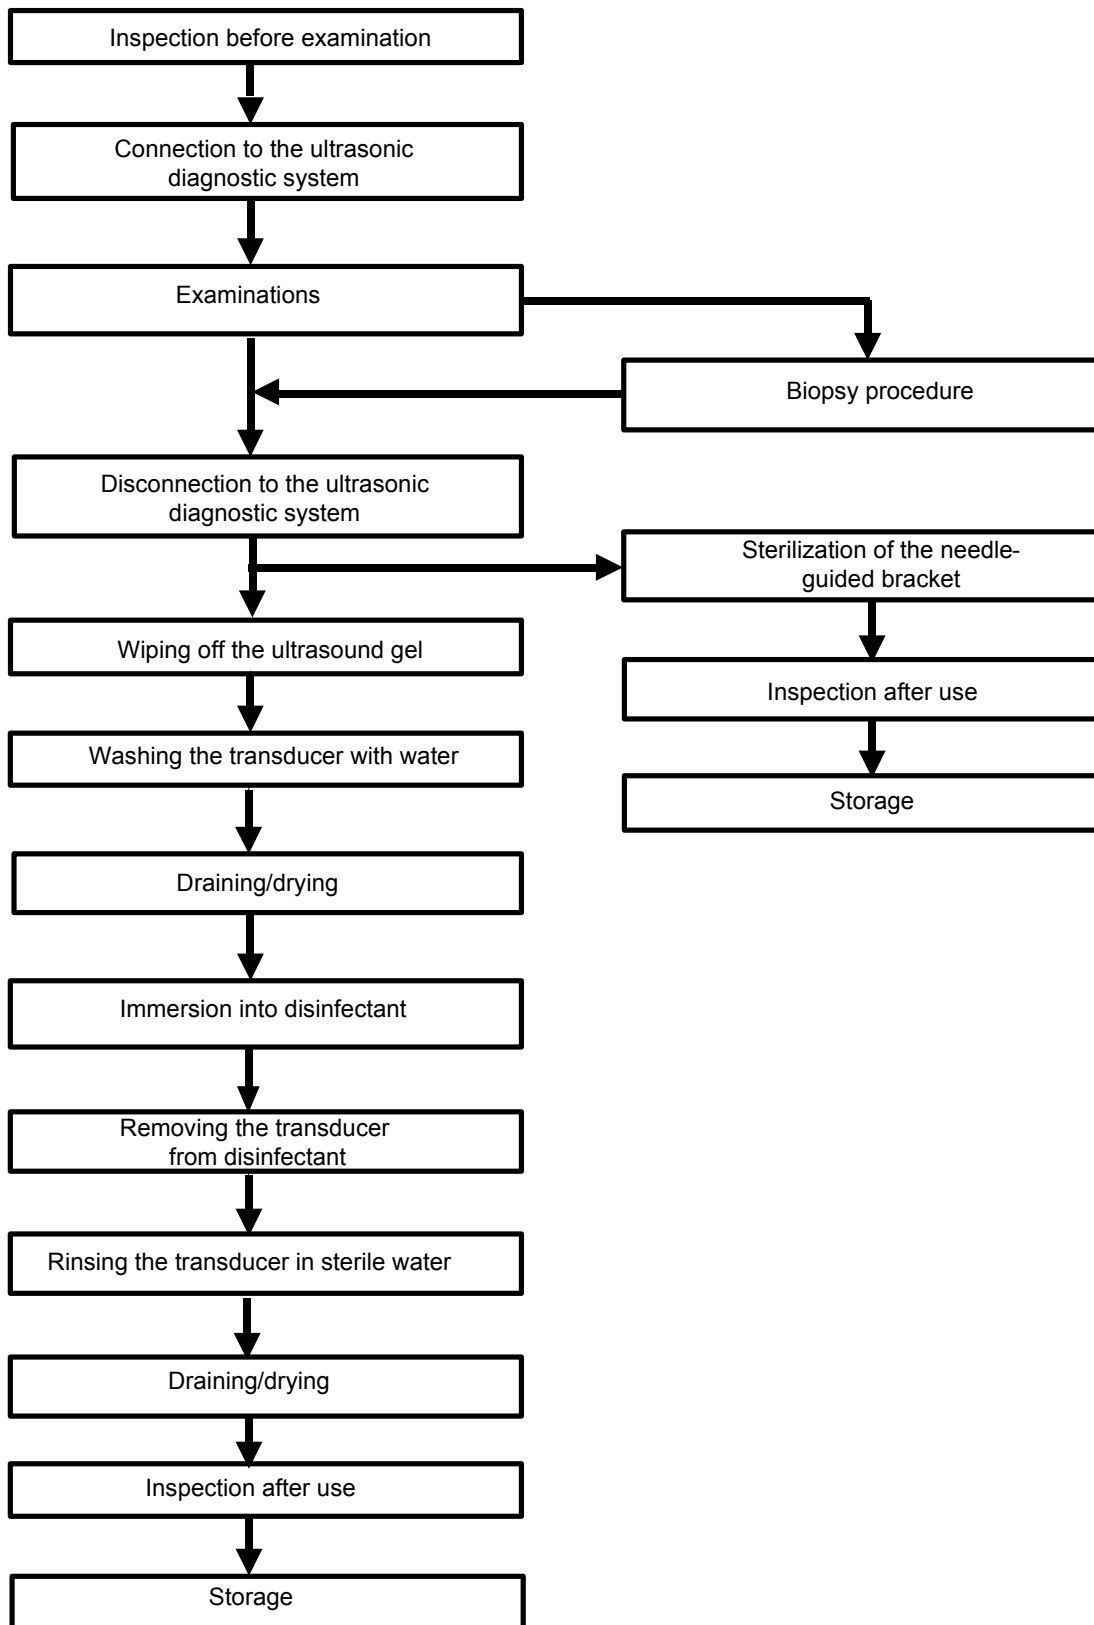 Inspection before examination
Connection to the ultrasonic
diagnostic system
Examinations
Biopsy procedure
Disconnection to the ultrasonic
diagnostic system
Sterilization of the needle-
guided bracket
Wiping off the ultrasound gel
Inspection after use
Washing the transducer with water
Storage
Draining/drying
Immersion into disinfectant
Removing the transducer
from disinfectant
Rinsing the transducer in sterile water
Draining/drying
Inspection after use
Storage